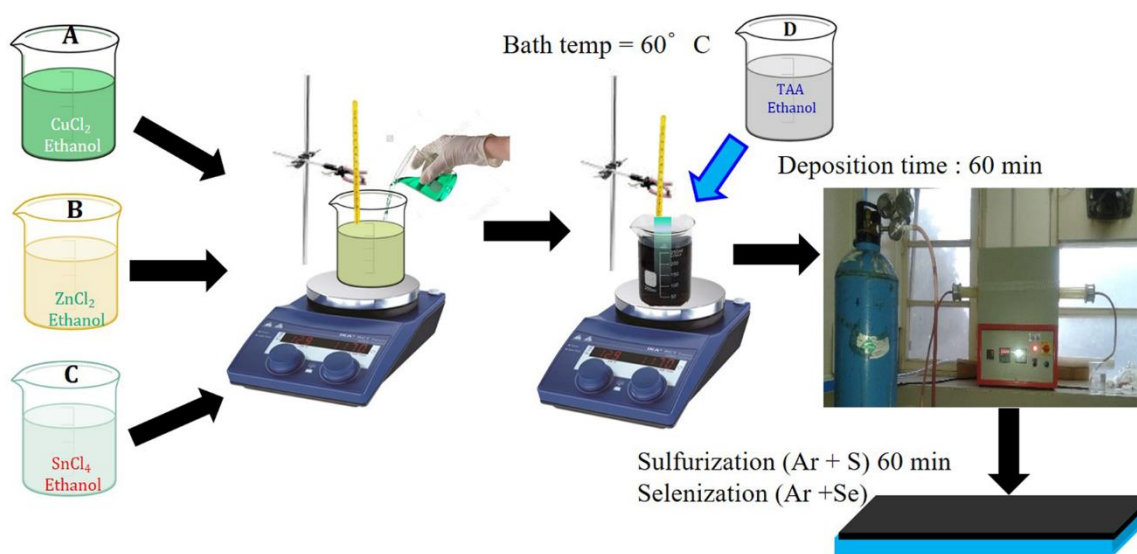 A
CuCl₂
Ethanol
B
ZnCl₂
Ethanol
C
SnCl₄
Ethanol
Bath temp = 60° C
D
TAA
Ethanol
Deposition time : 60 min
Sulfurization (Ar + S) 60 min
Selenization (Ar +Se)